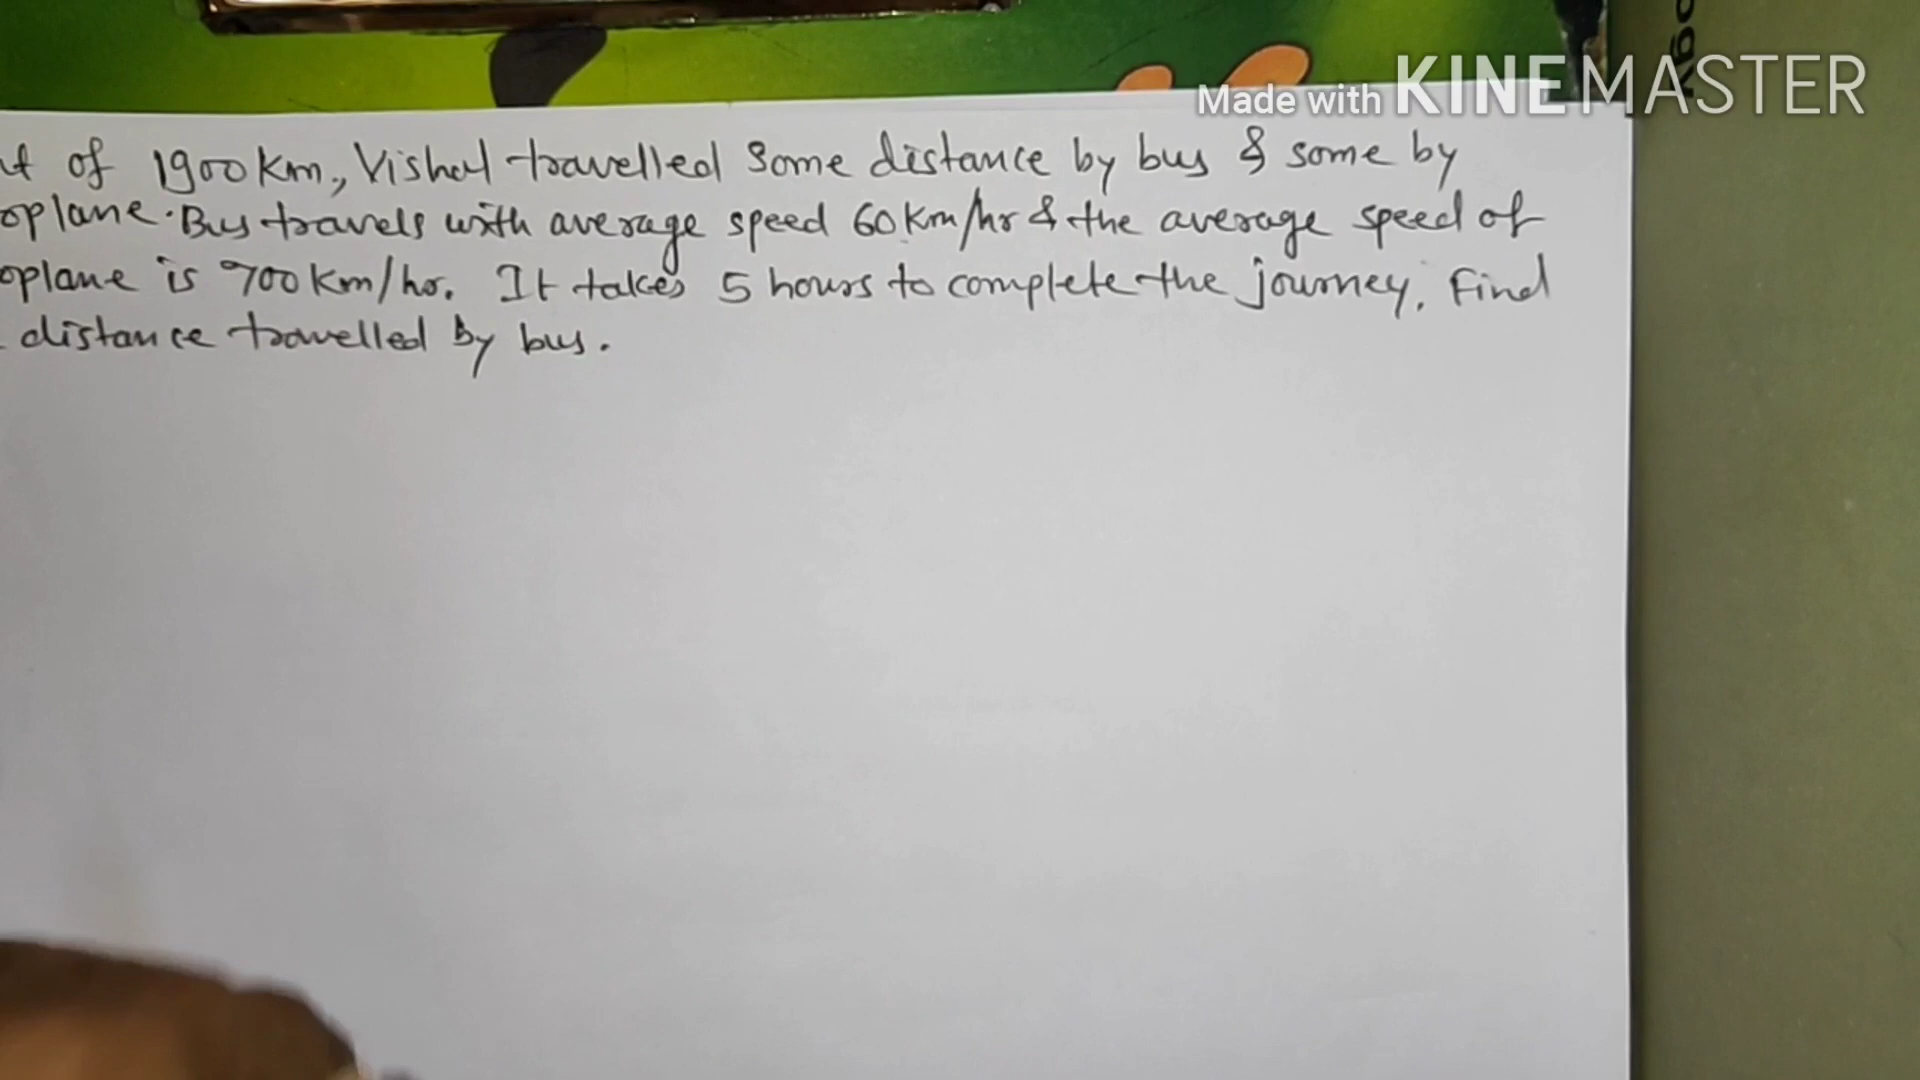 Made with KINEMASTER
of 1900 km, Vishal travelled some distance by bus & some by
oplane. Bus travels with average speed 60 km/hr & the average speed of
oplane is 700 km/hr. It takes 5 hours to complete the journey. Find
distance travelled by bus.